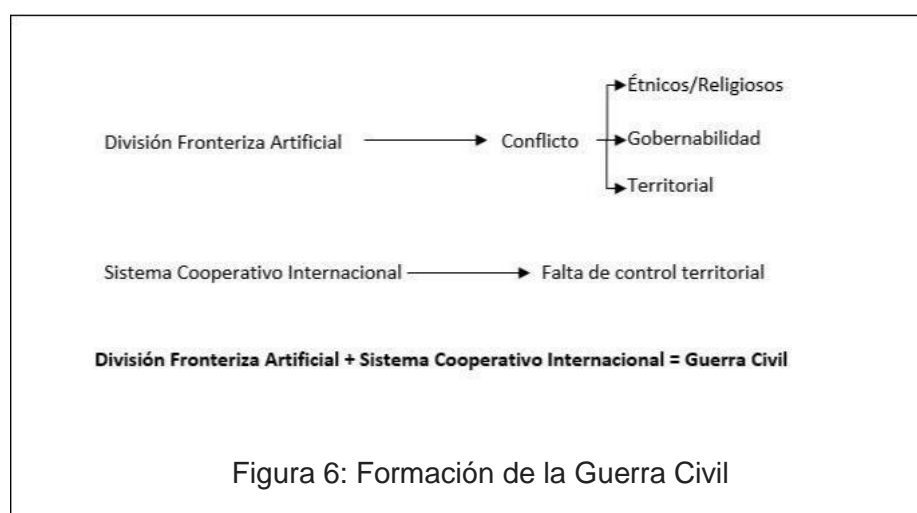 Étnicos/Religiosos
División Fronteriza Artificial Conflicto Gobernabilidad
Territorial
Sistema Cooperativo Internacional Falta de control territorial
División Fronteriza Artificial + Sistema Cooperativo Internacional = Guerra Civil
Figura 6: Formación de la Guerra Civil